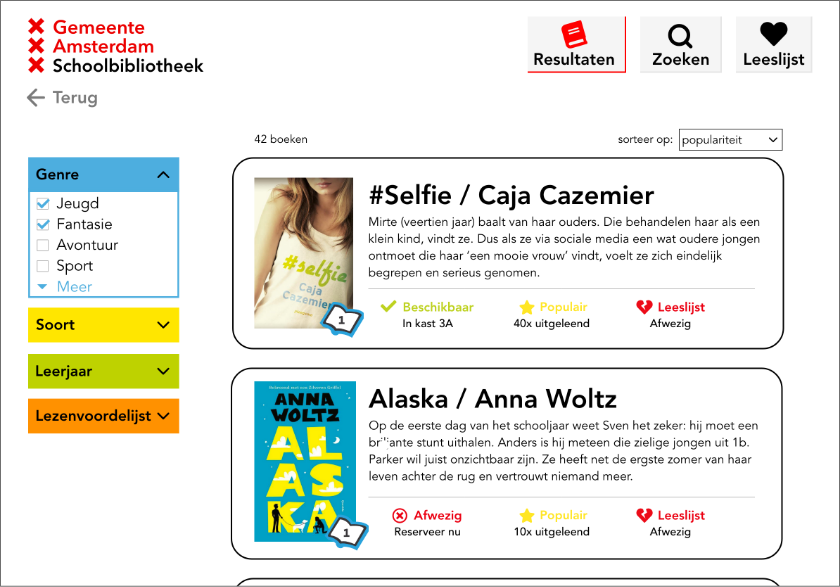 Gemeente
Amsterdam
Schoolbibliotheek
Resultaten
Zoeken
Leeslijst
Terug
42 boeken
sorteer op: populariteit
Genre
Jeugd
Fantasie
Avontuur
Sport
Meer
Soort
Leerjaar
Lezenvoordelijst
#selfie
Caja
Cazemier
1
#Selfie / Caja Cazemier
Mirte (veertien jaar) baalt van haar ouders. Die behandelen haar als een
klein kind, vindt ze. Dus als ze via sociale media een wat oudere jongen
ontmoet die haar ‘een mooie vrouw’ vindt, voelt ze zich eindelijk
begrepen en serieus genomen.
Beschikbaar
In kast 3A
Populair
40x uitgeleend
Leeslijst
Afwezig
ANNA
WOLTZ
ALASKA
1
Alaska / Anna Woltz
Op de eerste dag van het schooljaar weet Sven het zeker: hij moet een
briljante stunt uithalen. Anders is hij meteen die zielige jongen uit 1b.
Parker wil juist onzichtbaar zijn. Ze heeft net de ergste zomer van haar
leven achter de rug en vertrouwt niemand meer.
Afwezig
Reserveer nu
Populair
10x uitgeleend
Leeslijst
Afwezig